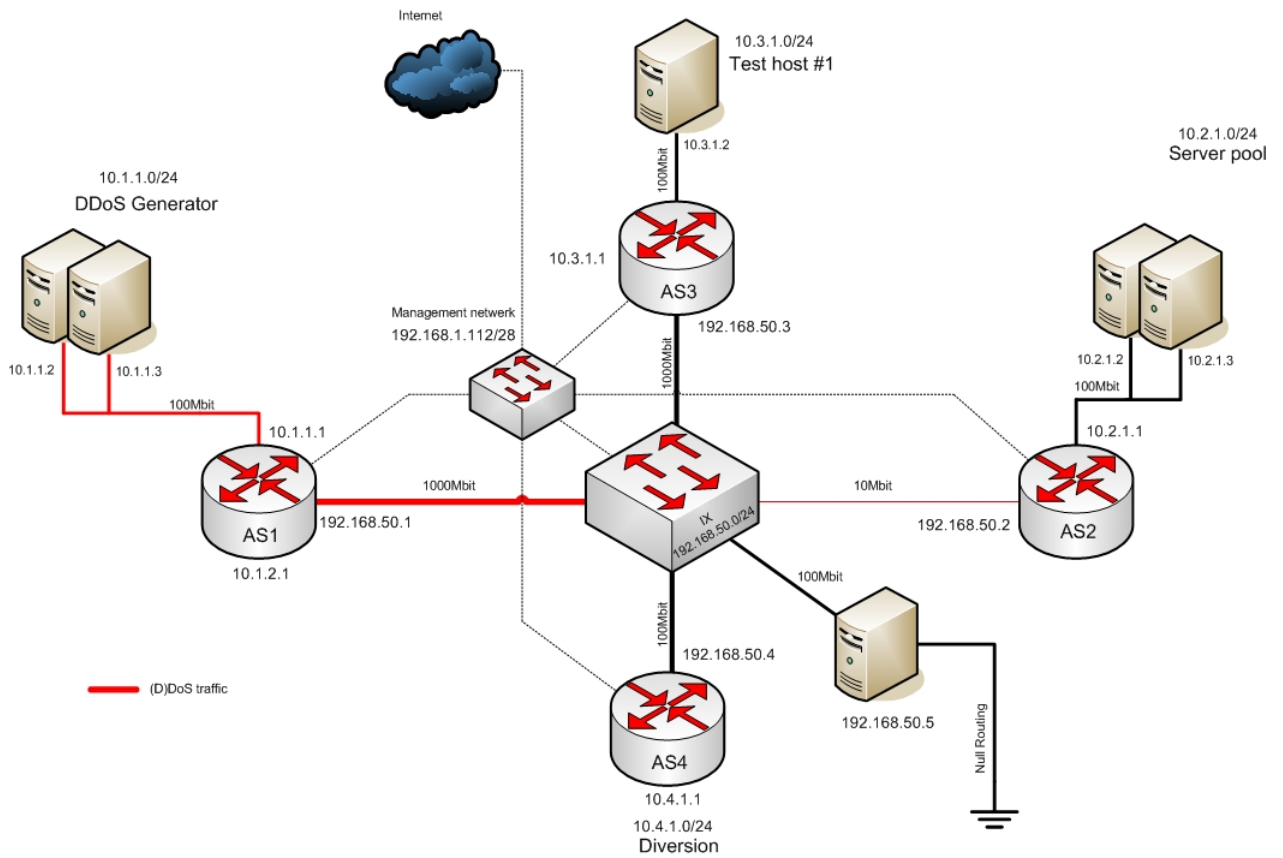 Internet
10.3.1.0/24
Test host #1
10.3.1.2
100Mbit
10.2.1.0/24
Server pool
10.1.1.0/24
DDoS Generator
10.3.1.1
AS3
192.168.50.3
Management network
192.168.1.112/28
1000Mbit
10.1.1.2
10.1.1.3
100Mbit
10.2.1.2
10.2.1.3
100Mbit
10.1.1.1
10.2.1.1
1000Mbit
10Mbit
AS1
192.168.50.1
10.1.2.1
IX
192.168.50.0/24
192.168.50.2
AS2
100Mbit
100Mbit
192.168.50.4
(D)DoS traffic
192.168.50.5
Null Routing
AS4
10.4.1.1
10.4.1.0/24
Diversion